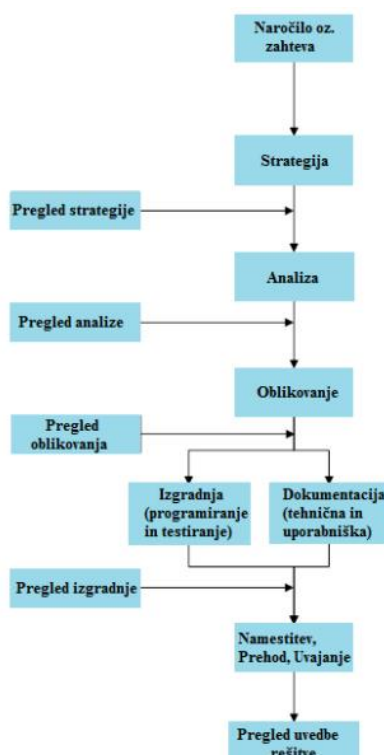 Naročilo oz.
zahteva
Strategija
Pregled strategije
Analiza
Pregled analize
Oblikovanje
Pregled
oblikovanja
Izgradnja
(programiranje
in testiranje)
Dokumentacija
(tehnična in
uporabniška)
Pregled izgradnje
Namestitev,
Prehod, Uvajanje
Pregled uvedbe
rešitve